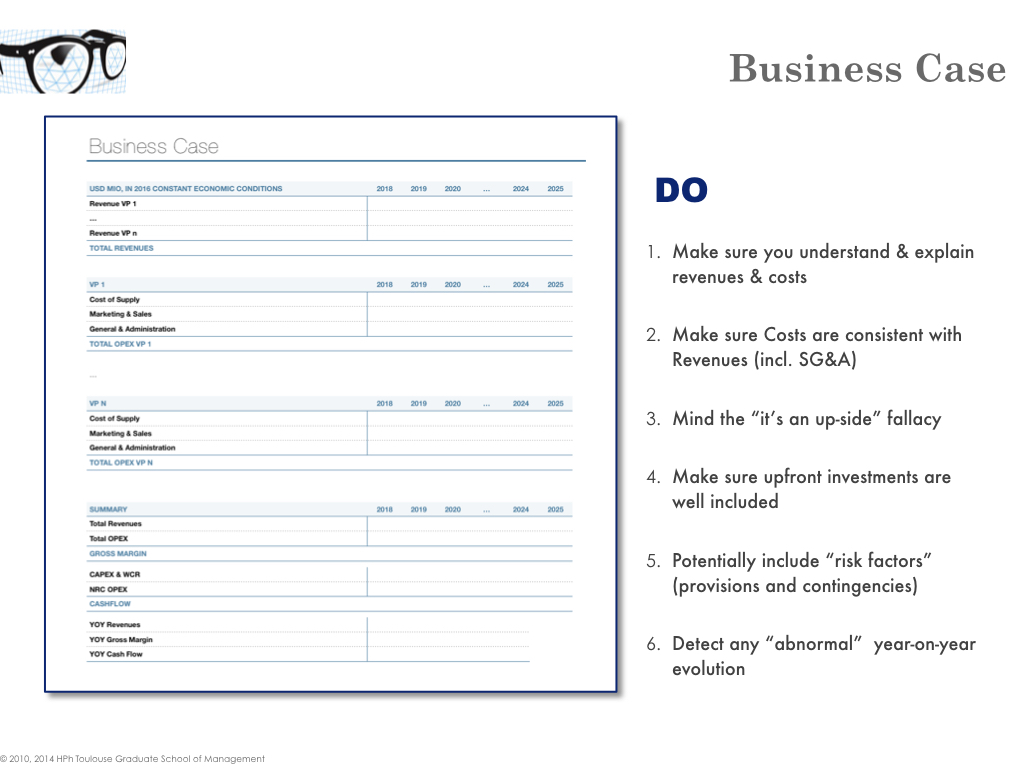 Business Case
Business Case
USD MIO, IN 2016 CONSTANT ECONOMIC CONDITIONS 2018 2019 2020 ... 2024 2025
Revenue VP 1
...
Revenue VP n
TOTAL REVENUES
VP 1 2018 2019 2020 ... 2024 2025
Cost of Supply
Marketing & Sales
General & Administration
TOTAL OPEX VP 1
...
VP N 2018 2019 2020 ... 2024 2025
Cost of Supply
Marketing & Sales
General & Administration
TOTAL OPEX VP N
SUMMARY 2018 2019 2020 ... 2024 2025
Total Revenues
Total OPEX
GROSS MARGIN
CAPEX & WCR
NRC OPEX
CASHFLOW
YOY Revenues
YOY Gross Margin
YOY Cash Flow
DO
1. Make sure you understand & explain
revenues & costs
2. Make sure Costs are consistent with
Revenues (incl. SG&A)
3. Mind the “it’s an up-side” fallacy
4. Make sure upfront investments are
well included
5. Potentially include “risk factors”
(provisions and contingencies)
6. Detect any “abnormal” year-on-year
evolution
© 2010, 2014 HPh Toulouse Graduate School of Management